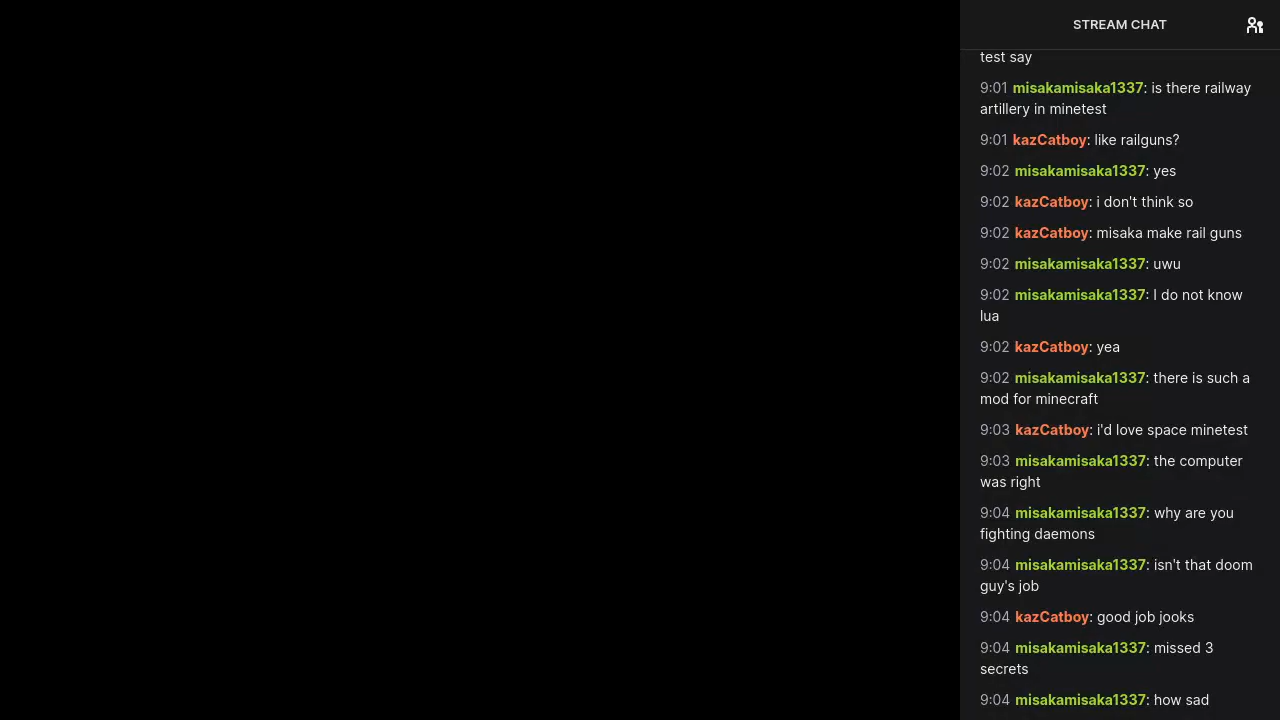 STREAM CHAT
test say
9:01 misakamisaka1337: is there railway
artillery in minetest
9:01 kazCatboy: like railguns?
9:02 misakamisaka1337: yes
9:02 kazCatboy: i don't think so
9:02 kazCatboy: misaka make rail guns
9:02 misakamisaka1337: uwu
9:02 misakamisaka1337: I do not know
lua
9:02 kazCatboy: yea
9:02 misakamisaka1337: there is such a
mod for minecraft
9:03 kazCatboy: i'd love space minetest
9:03 misakamisaka1337: the computer
was right
9:04 misakamisaka1337: why are you
fighting daemons
9:04 misakamisaka1337: isn't that doom
guy's job
9:04 kazCatboy: good job jooks
9:04 misakamisaka1337: missed 3
secrets
9:04 misakamisaka1337: how sad